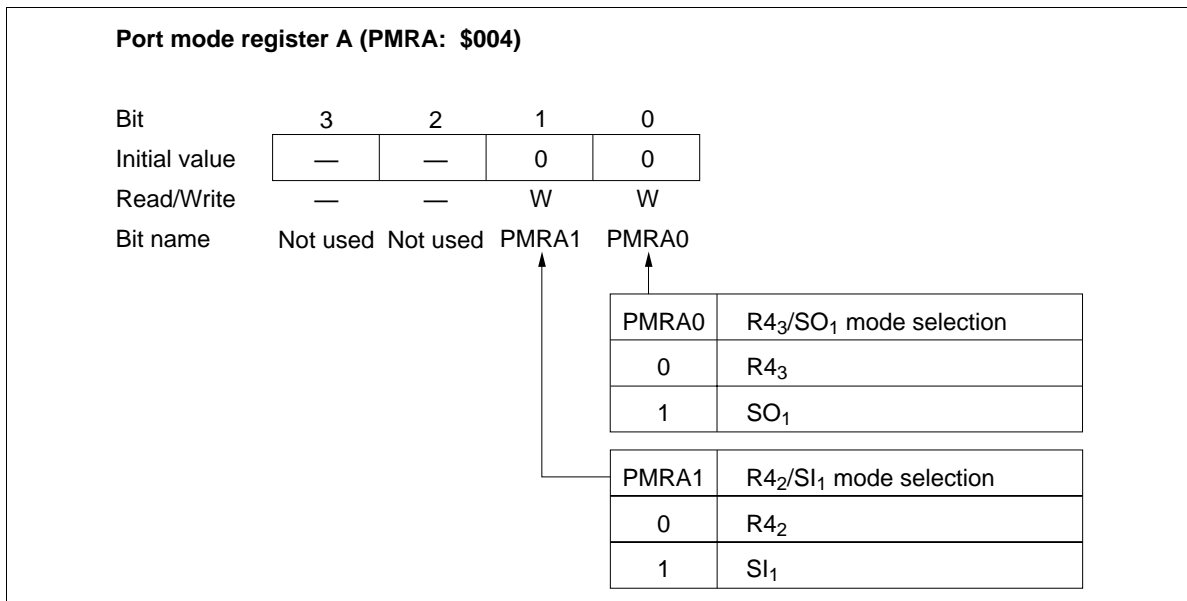 Port mode register A (PMRA: $004)
Bit 3 2 1 0
Initial value — — 0 0
Read/Write — — W W
Bit name Not used Not used PMRA1 PMRA0
PMRA0 R4₃/SO₁ mode selection
0 R4₃
1 SO₁
PMRA1 R4₂/SI₁ mode selection
0 R4₂
1 SI₁